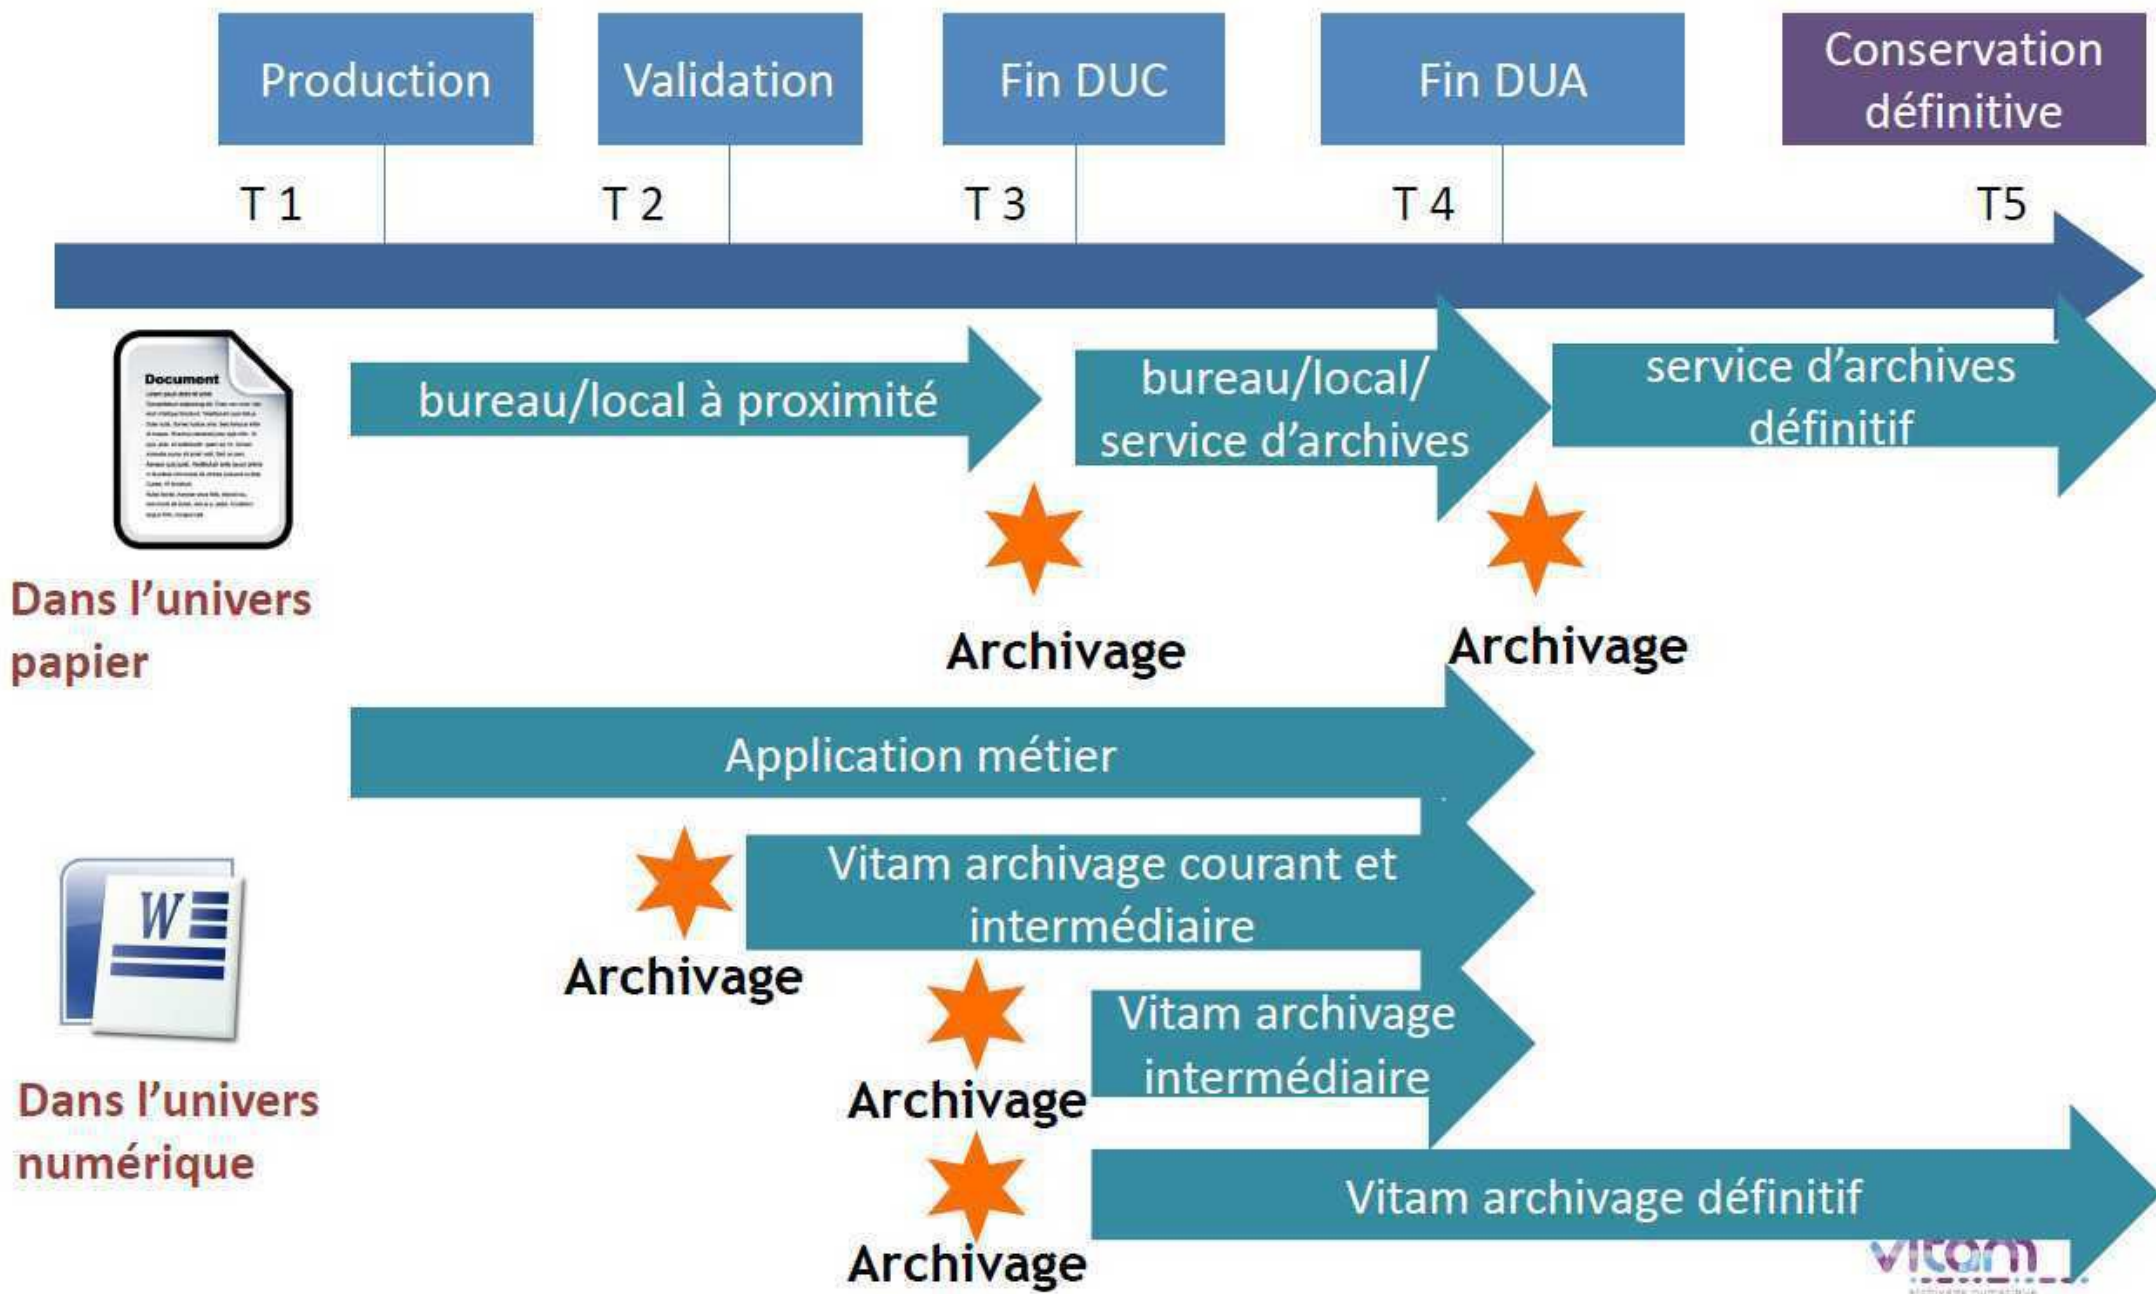 Production
Validation
Fin DUC
Fin DUA
Conservation
définitive
T 1
T 2
T 3
T 4
T5
Document
bureau/local à proximité
bureau/local/
service d'archives
service d'archives
définitif
Dans l'univers
papier
Archivage
Archivage
Application métier
Vitam archivage courant et
intermédiaire
Archivage
W
Vitam archivage
intermédiaire
Archivage
Dans l'univers
numérique
Vitam archivage définitif
Archivage
vitam